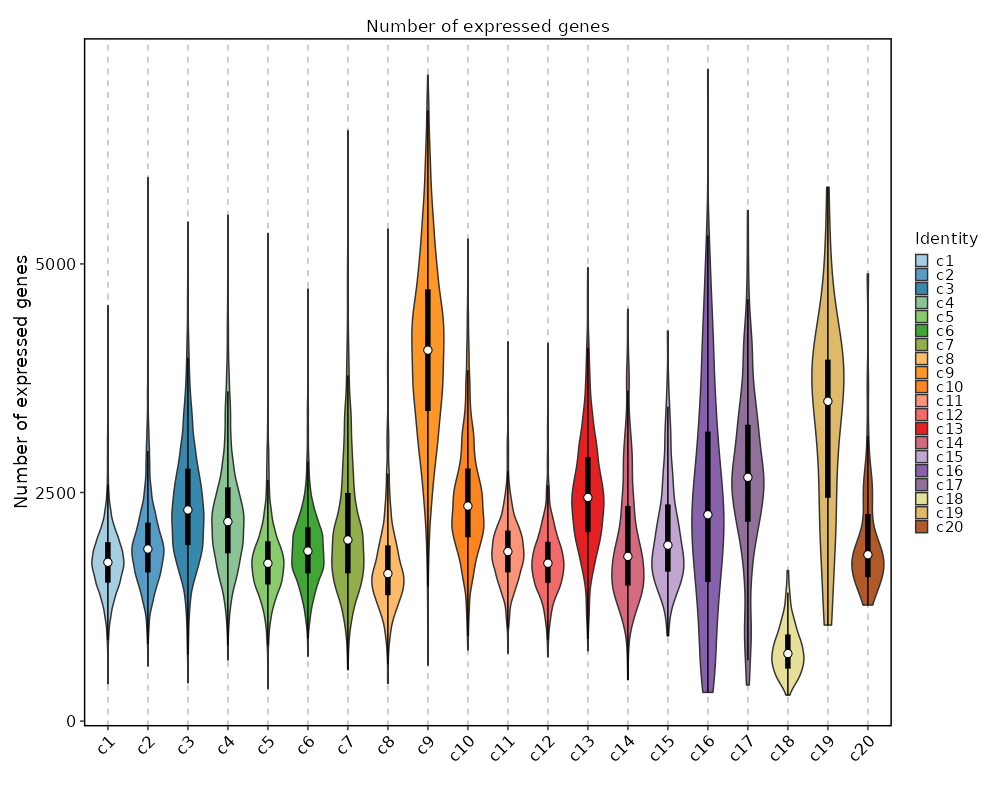 Number of expressed genes
Number of expressed genes
5000
2500
0
c1
c2
c3
c4
c5
c6
c7
c8
c9
c10
c11
c12
c13
c14
c15
c16
c17
c18
c19
c20
Identity
c1
c2
c3
c4
c5
c6
c7
c8
c9
c10
c11
c12
c13
c14
c15
c16
c17
c18
c19
c20